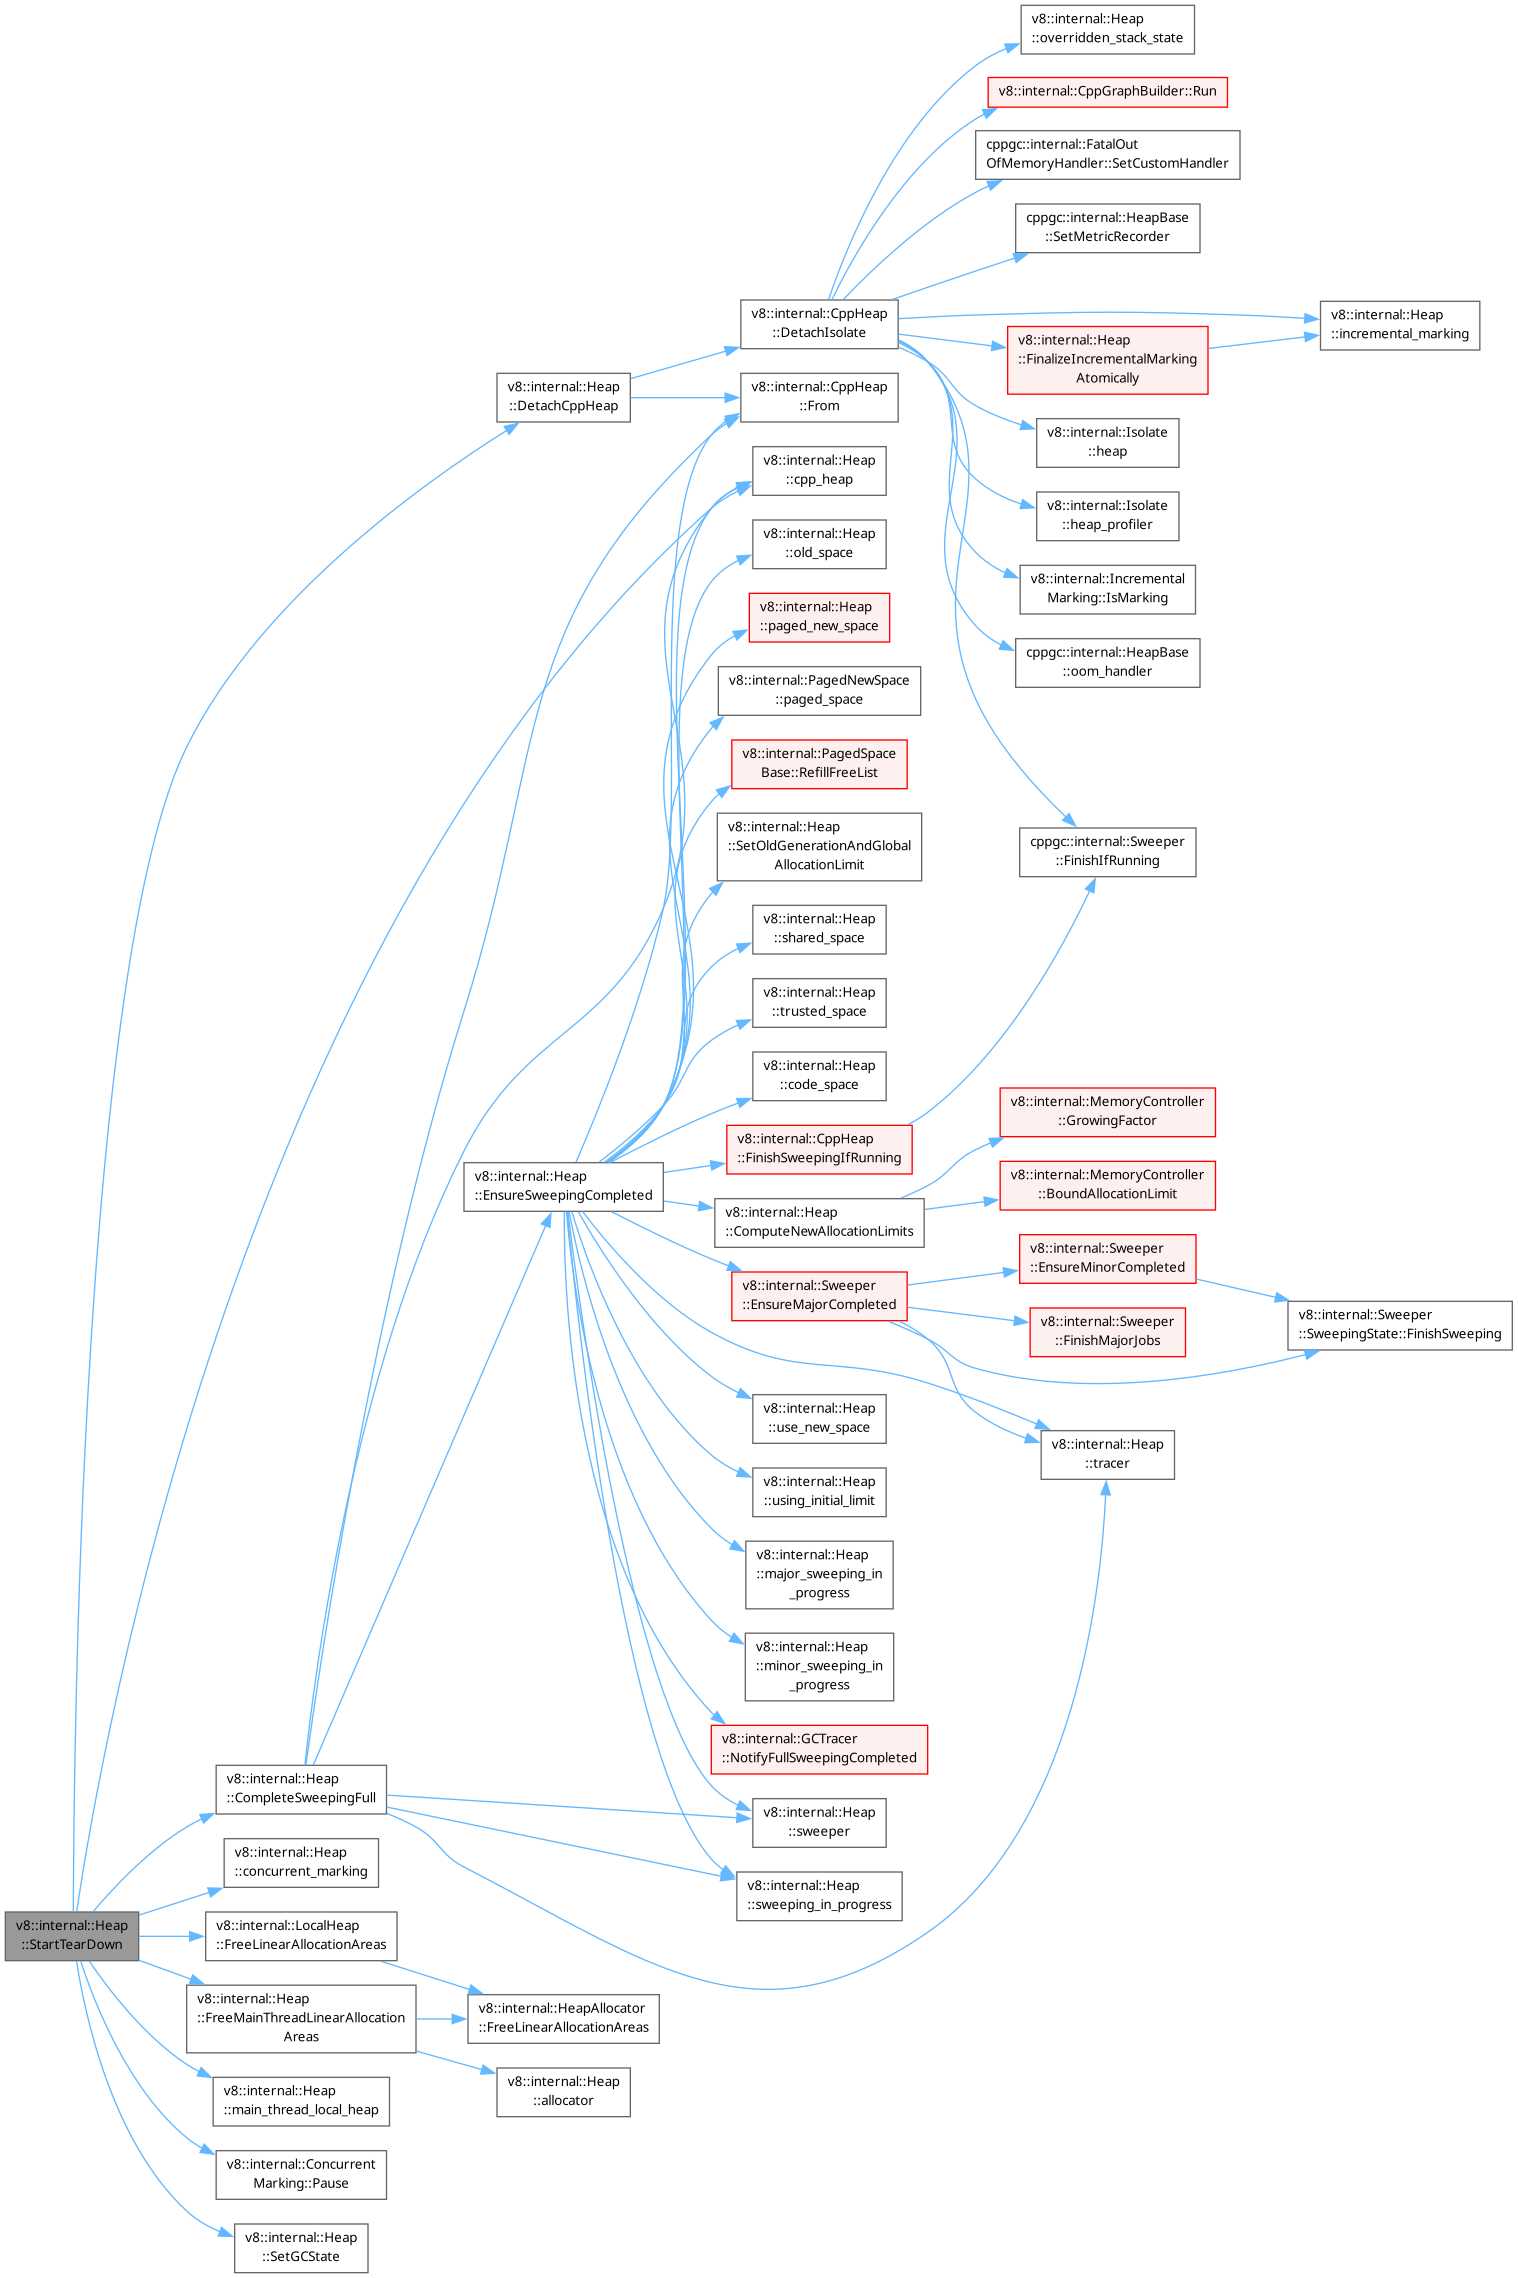 v8::internal::Heap
::overridden_stack_state
v8::internal::CppGraphBuilder::Run
cppgc::internal::FatalOut
OfMemoryHandler::SetCustomHandler
cppgc::internal::HeapBase
::SetMetricRecorder
v8::internal::CppHeap
::DetachIsolate
v8::internal::Heap
::incremental_marking
v8::internal::Heap
::FinalizeIncrementalMarking
Atomically
v8::internal::Heap
::DetachCppHeap
v8::internal::CppHeap
::From
v8::internal::Isolate
::heap
v8::internal::Heap
::cpp_heap
v8::internal::Isolate
::heap_profiler
v8::internal::Heap
::old_space
v8::internal::Incremental
Marking::IsMarking
v8::internal::Heap
::paged_new_space
cppgc::internal::HeapBase
::oom_handler
v8::internal::PagedNewSpace
::paged_space
v8::internal::PagedSpace
Base::RefillFreeList
v8::internal::Heap
::SetOldGenerationAndGlobal
AllocationLimit
cppgc::internal::Sweeper
::FinishIfRunning
v8::internal::Heap
::shared_space
v8::internal::Heap
::trusted_space
v8::internal::Heap
::code_space
v8::internal::MemoryController
::GrowingFactor
v8::internal::CppHeap
::FinishSweepingIfRunning
v8::internal::Heap
::EnsureSweepingCompleted
v8::internal::MemoryController
::BoundAllocationLimit
v8::internal::Heap
::ComputeNewAllocationLimits
v8::internal::Sweeper
::EnsureMinorCompleted
v8::internal::Sweeper
::EnsureMajorCompleted
v8::internal::Sweeper
::SweepingState::FinishSweeping
v8::internal::Sweeper
::FinishMajorJobs
v8::internal::Heap
::use_new_space
v8::internal::Heap
::tracer
v8::internal::Heap
::using_initial_limit
v8::internal::Heap
::major_sweeping_in
_progress
v8::internal::Heap
::minor_sweeping_in
_progress
v8::internal::GCTracer
::NotifyFullSweepingCompleted
v8::internal::Heap
::CompleteSweepingFull
v8::internal::Heap
::sweeper
v8::internal::Heap
::concurrent_marking
v8::internal::Heap
::sweeping_in_progress
v8::internal::Heap
::StartTearDown
v8::internal::LocalHeap
::FreeLinearAllocationAreas
v8::internal::Heap
::FreeMainThreadLinearAllocation
Areas
v8::internal::HeapAllocator
::FreeLinearAllocationAreas
v8::internal::Heap
::allocator
v8::internal::Heap
::main_thread_local_heap
v8::internal::Concurrent
Marking::Pause
v8::internal::Heap
::SetGCState